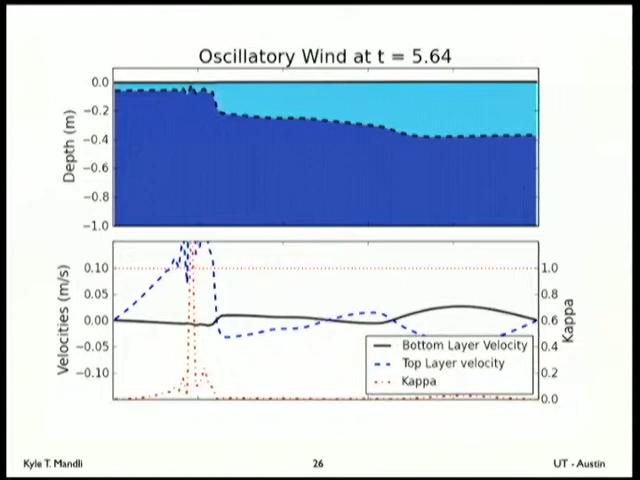 Oscillatory Wind at t = 5.64
0.0
−0.2
−0.4
−0.6
−0.8
−1.0
Depth (m)
0.10
0.05
0.00
−0.05
−0.10
Velocities (m/s)
1.0
0.8
0.6
0.4
0.2
0.0
Kappa
Bottom Layer Velocity
Top Layer velocity
Kappa
Kyle T. Mandli
26
UT - Austin